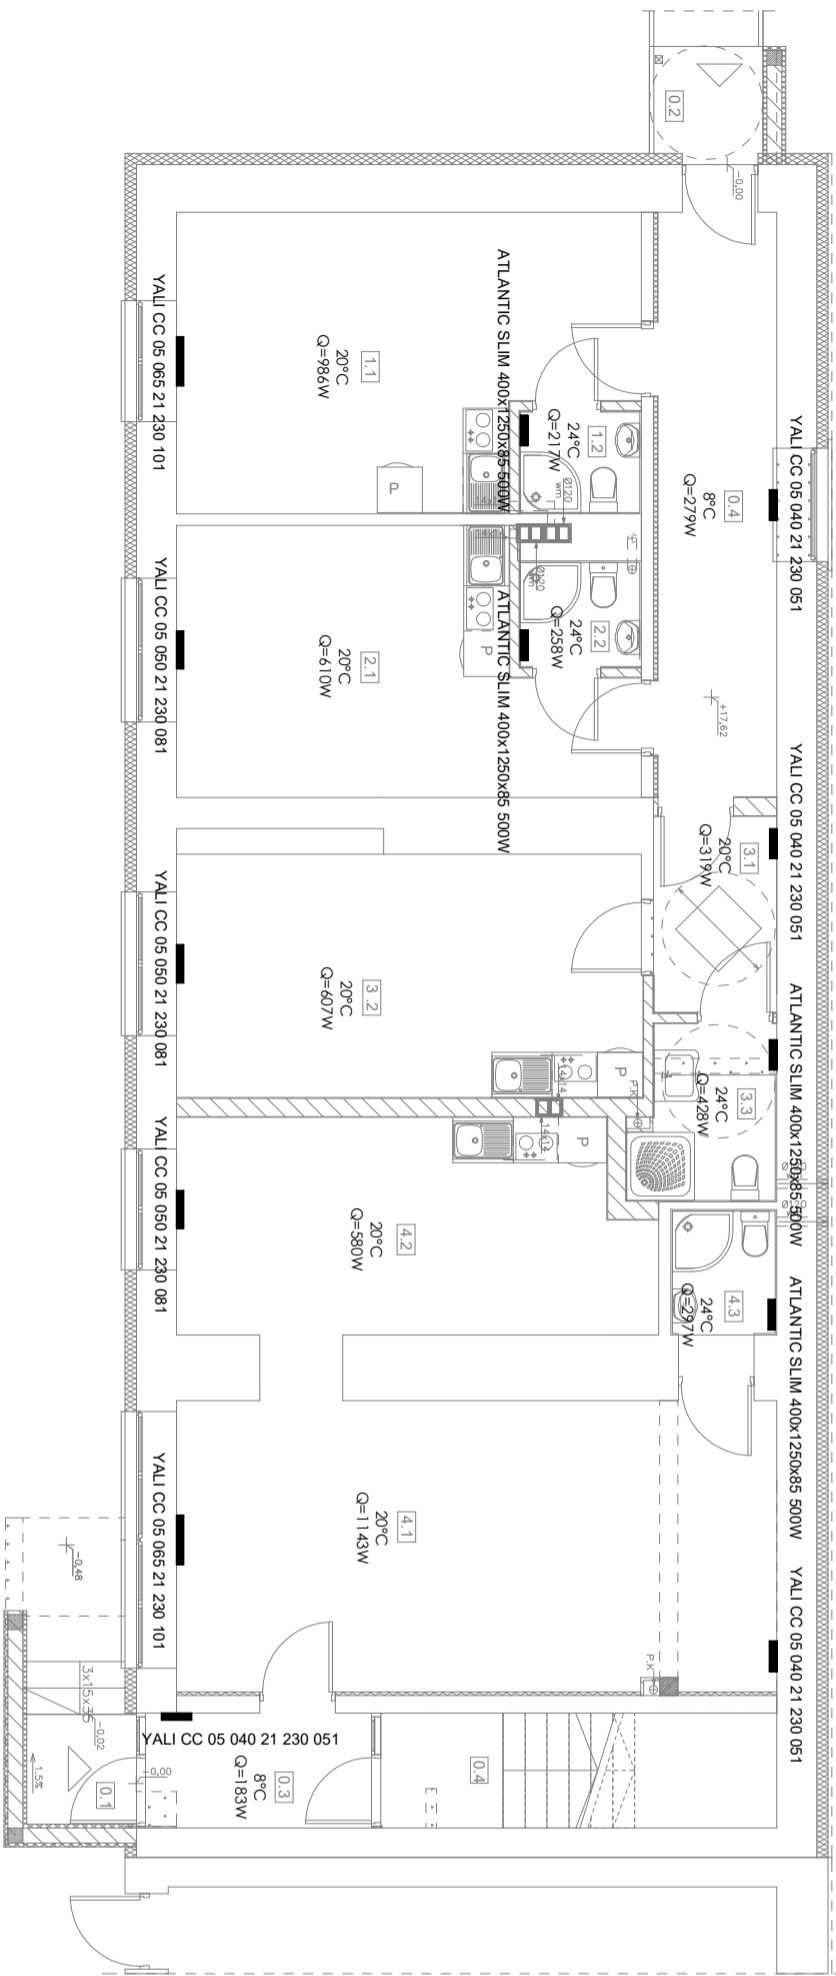 0.2
-0,00
YALI CC 05 065 21 230 101
1.1
20°C
Q=986W
ATLANTIC SLIM 400x1250x85 500W
1.2
24°C
Q=217W
Ø120
wm
P
0.4
8°C
Q=279W
YALI CC 05 040 21 230 051
YALI CC 05 050 21 230 081
2.1
20°C
Q=610W
P
Ø120
wm
2.2
24°C
Q=258W
ATLANTIC SLIM 400x1250x85 500W
+17,62
YALI CC 05 040 21 230 051
3.1
20°C
Q=319W
YALI CC 05 050 21 230 081
3.2
20°C
Q=607W
P
14x14
P.K
3.3
24°C
Q=428W
ATLANTIC SLIM 400x1250x85 500W
YALI CC 05 050 21 230 081
4.2
20°C
Q=580W
14x14
P
4.3
24°C
Q=297W
ATLANTIC SLIM 400x1250x85 500W
YALI CC 05 065 21 230 101
4.1
20°C
Q=1143W
P.K
YALI CC 05 040 21 230 051
-0,48
3x15x35
-0,02
1.5%
0.1
-0,00
YALI CC 05 040 21 230 051
0.3
8°C
Q=183W
0.4